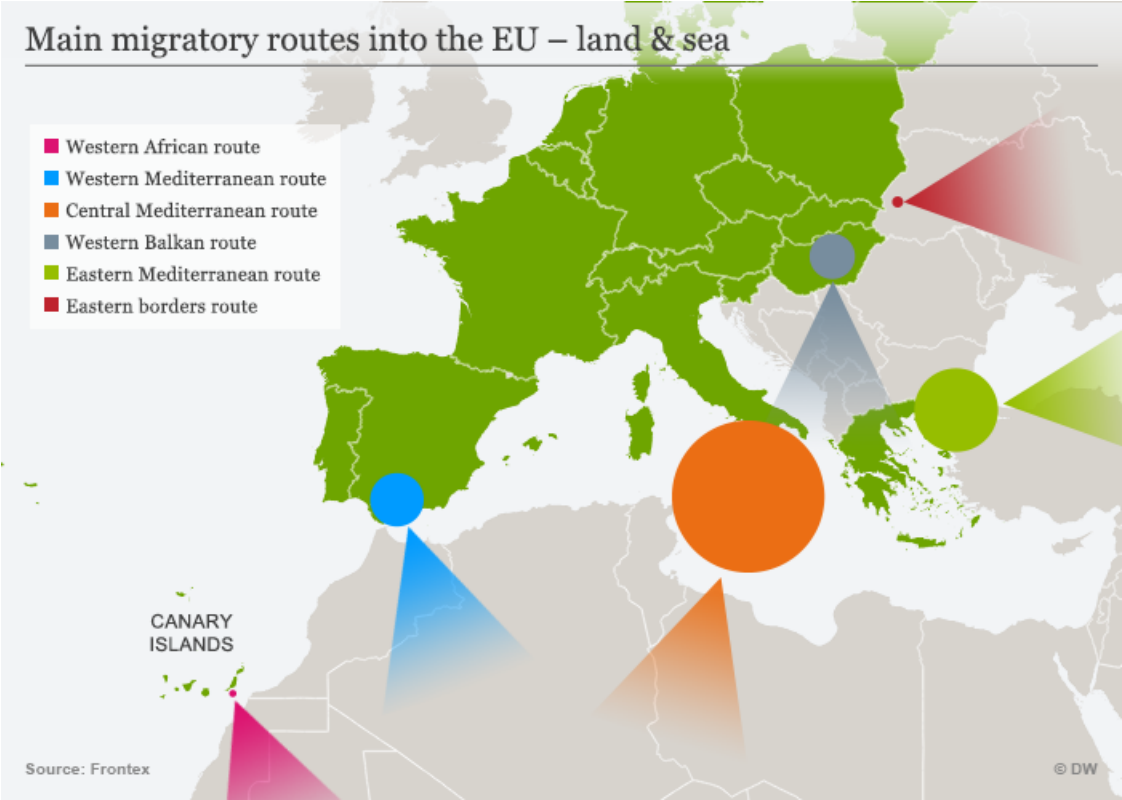 Main migratory routes into the EU – land & sea
Western African route
Western Mediterranean route
Central Mediterranean route
Western Balkan route
Eastern Mediterranean route
Eastern borders route
CANARY
ISLANDS
Source: Frontex
© DW